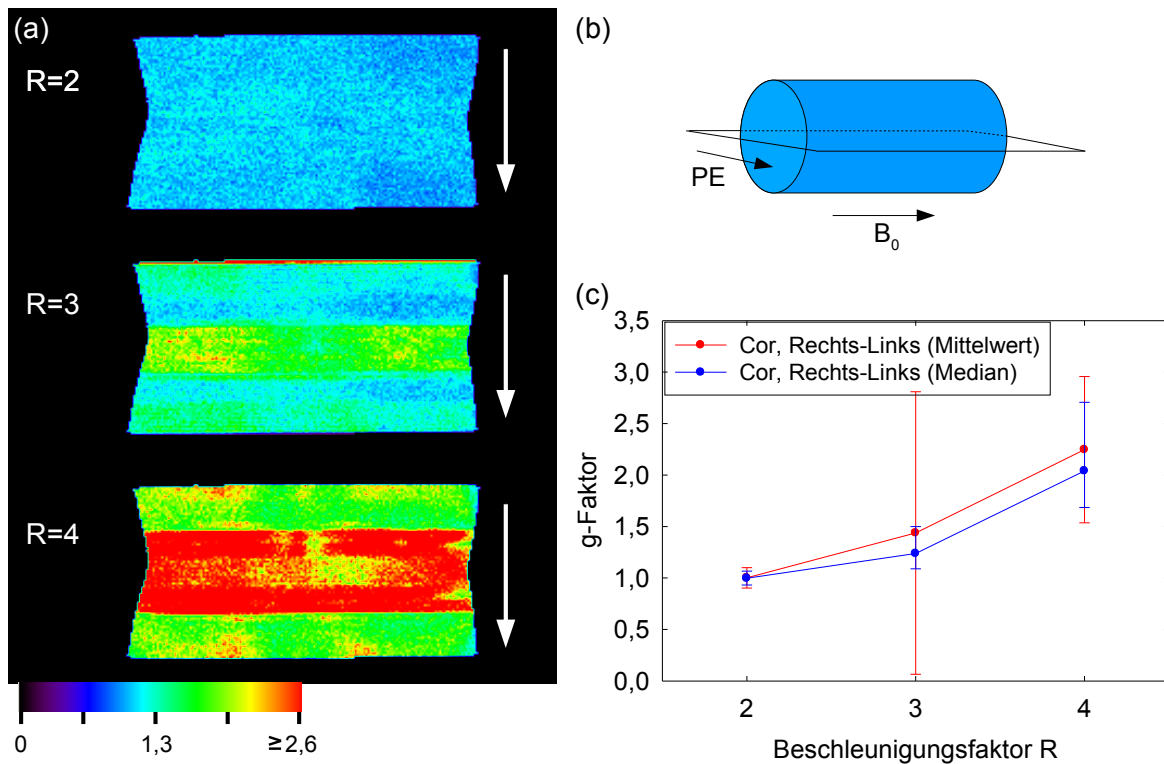 (a)
R=2
R=3
R=4
0 1,3 ≥2,6
(b)
PE
B0
(c)
3,5
3,0
2,5
2,0
1,5
1,0
0,5
0,0
g-Faktor
Cor, Rechts-Links (Mittelwert)
Cor, Rechts-Links (Median)
2 3 4
Beschleunigungsfaktor R